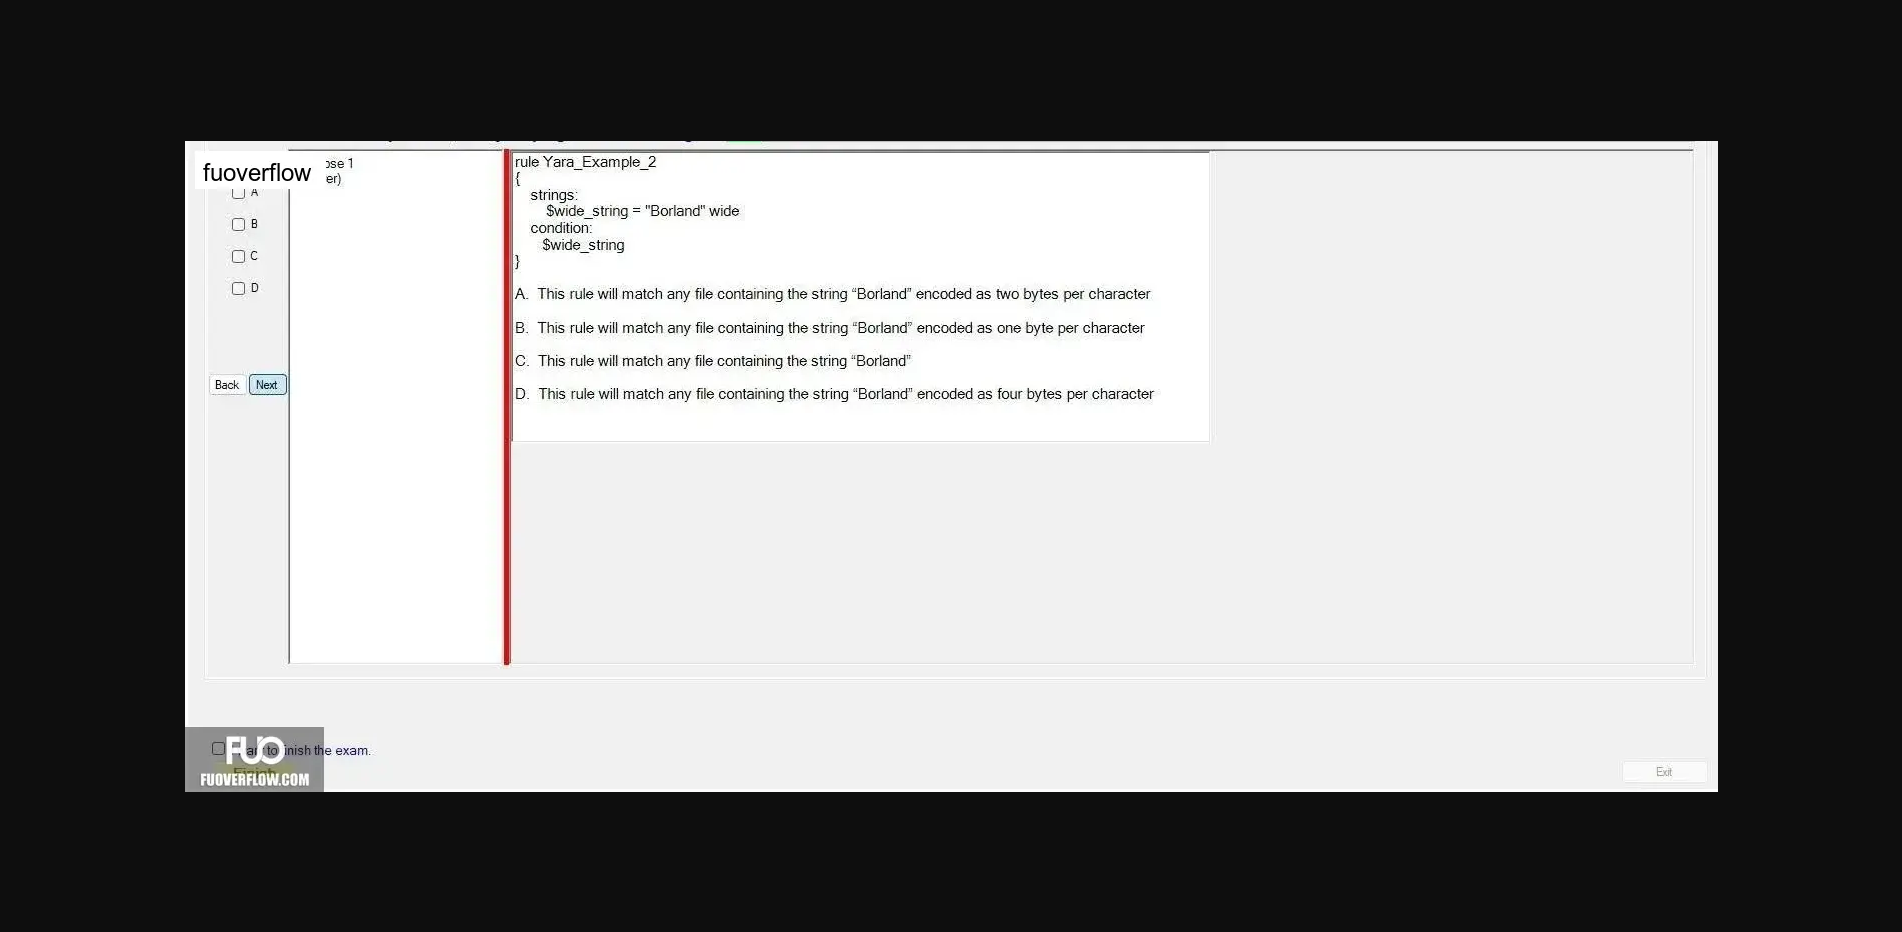 fuoverflow
ose 1
er)
A
B
C
D
Back
Next
rule Yara_Example_2
{
strings:
$wide_string = "Borland" wide
condition:
$wide_string
}
A. This rule will match any file containing the string “Borland” encoded as two bytes per character
B. This rule will match any file containing the string “Borland” encoded as one byte per character
C. This rule will match any file containing the string “Borland”
D. This rule will match any file containing the string “Borland” encoded as four bytes per character
to finish the exam.
FUO
FUOVERFLOW.COM
Exit